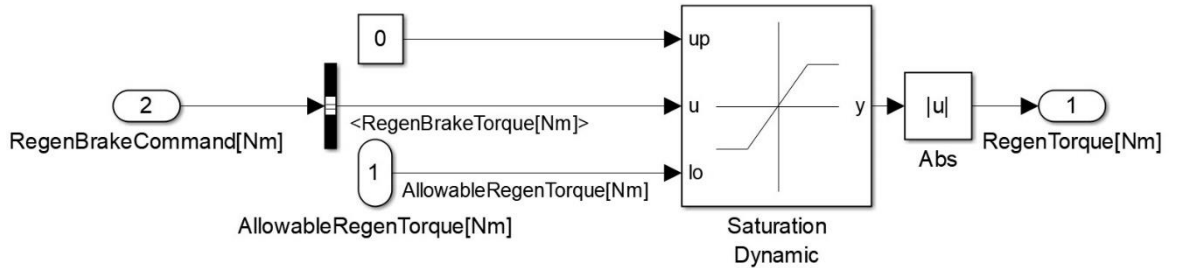 0
up
2
u
y
|u|
1
<RegenBrakeTorque[Nm]>
RegenBrakeCommand[Nm]
Abs
RegenTorque[Nm]
1
lo
AllowableRegenTorque[Nm]
AllowableRegenTorque[Nm]
Saturation
Dynamic